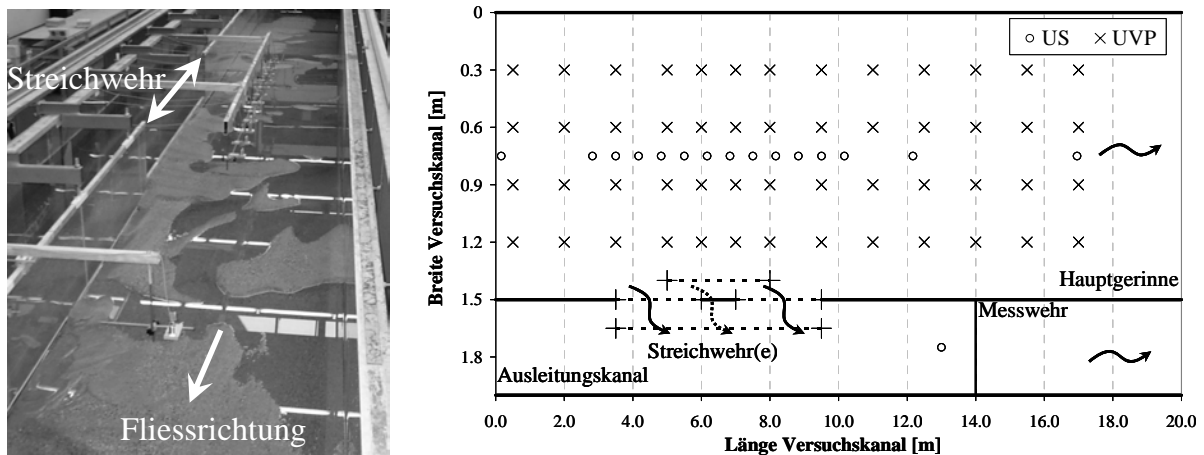 Streichwehr
Fliessrichtung
US UVP
0
0.3
0.6
0.9
1.2
1.5
1.8
Breite Versuchskanal [m]
Hauptgerinne
Messwehr
Streichwehr(e)
Ausleitungskanal
0.0 2.0 4.0 6.0 8.0 10.0 12.0 14.0 16.0 18.0 20.0
Länge Versuchskanal [m]